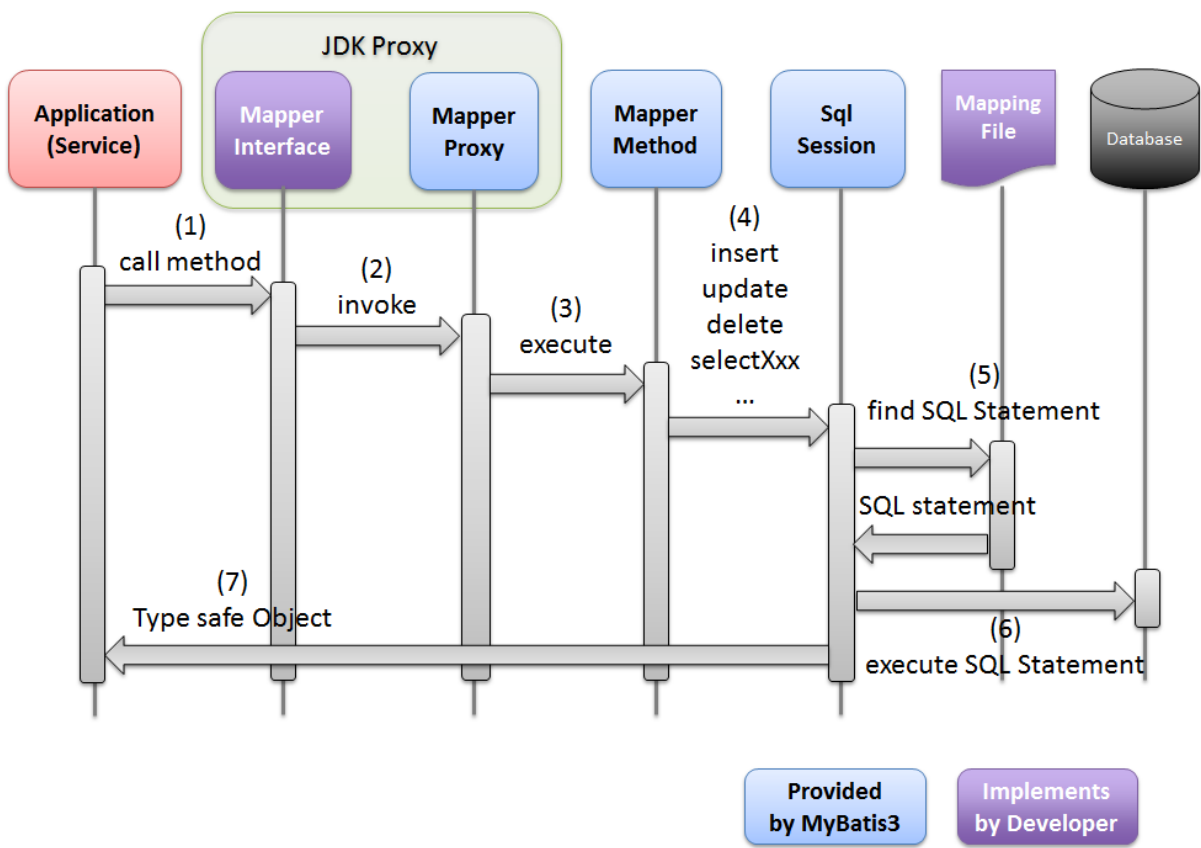 JDK Proxy
Application
(Service)
Mapper
Interface
Mapper
Proxy
Mapper
Method
Sql
Session
Mapping
File
Database
(1)
call method
(2)
invoke
(3)
execute
(4)
insert
update
delete
selectXxx
...
(5)
find SQL Statement
SQL statement
(6)
execute SQL Statement
(7)
Type safe Object
Provided
by MyBatis3
Implements
by Developer